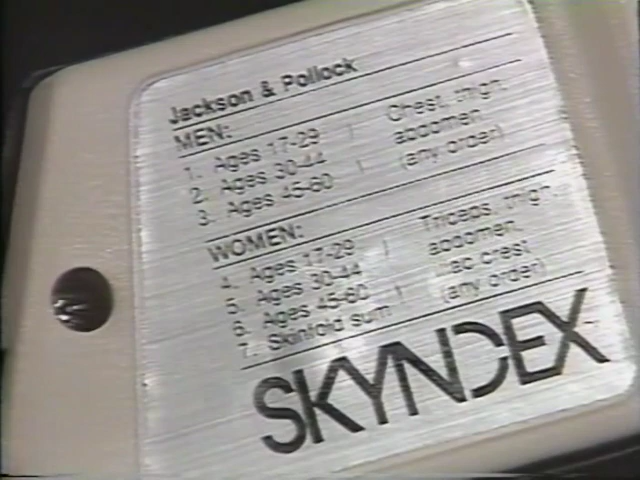 Jackson & Pollock
MEN:
1. Ages 17-29 ) Chest, thigh,
2. Ages 30-44 ) abdomen
3. Ages 45-60 ) (any order)
WOMEN:
4. Ages 17-29 ) Triceps, thigh,
5. Ages 30-44 ) abdomen,
6. Ages 45-60 ) iliac crest
7. Skinfold sum ) (any order)
SKYNDEX